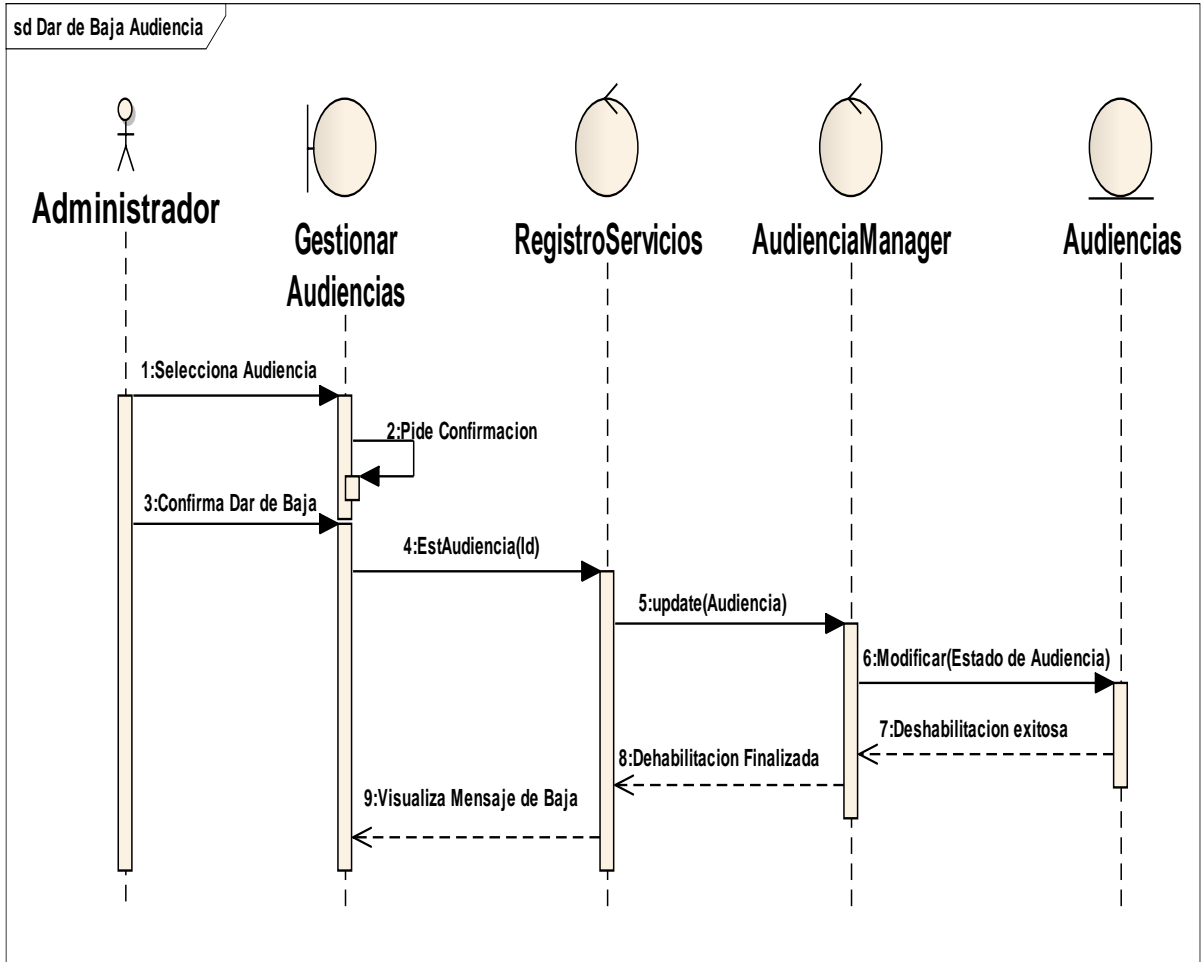 sd Dar de Baja Audiencia
Administrador
Gestionar
Audiencias
RegistroServicios
AudienciaManager
Audiencias
1:Selecciona Audiencia
2:Pide Confirmacion
3:Confirma Dar de Baja
4:EstAudiencia(Id)
5:update(Audiencia)
6:Modificar(Estado de Audiencia)
7:Deshabilitacion exitosa
8:Dehabilitacion Finalizada
9:Visualiza Mensaje de Baja